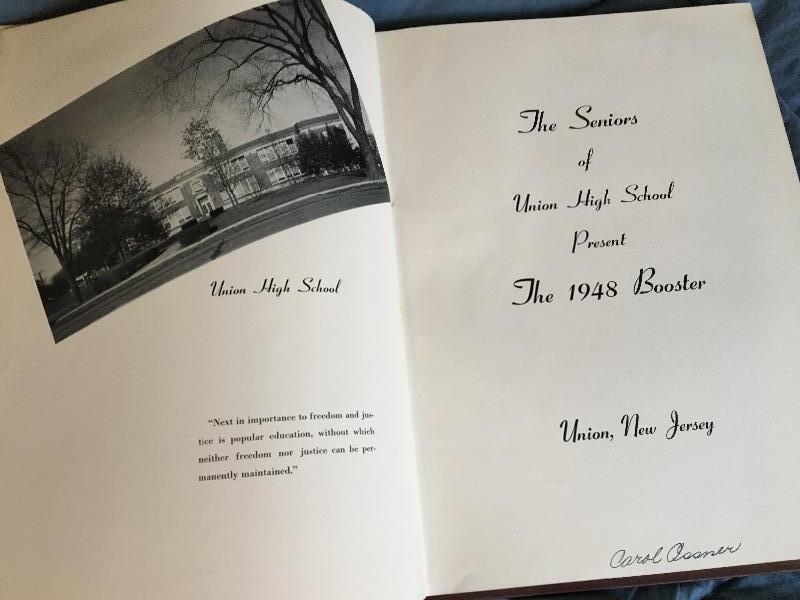 Union High School
"Next in importance to freedom and jus-
tice is popular education, without which
neither freedom nor justice can be per-
manently maintained."
The Seniors
of
Union High School
Present
The 1948 Booster
Union, New Jersey
Carol Ossner